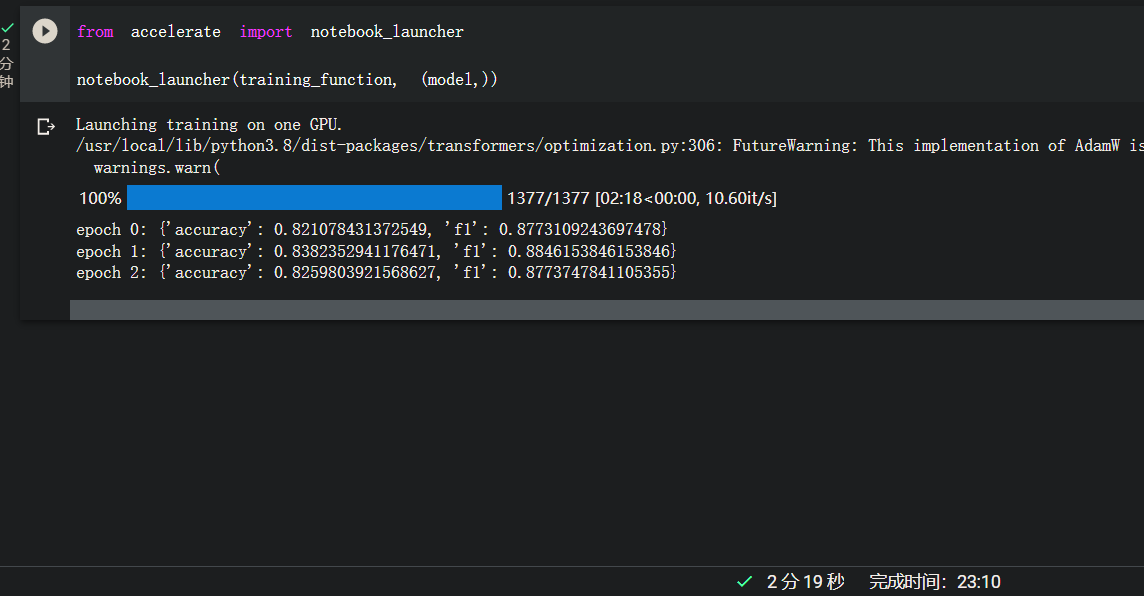 from accelerate import notebook_launcher
2
分
钟
notebook_launcher(training_function, (model,))
Launching training on one GPU.
/usr/local/lib/python3.8/dist-packages/transformers/optimization.py:306: FutureWarning: This implementation of AdamW is
warnings.warn(
100% 1377/1377 [02:18<00:00, 10.60it/s]
epoch 0: {'accuracy': 0.821078431372549, 'f1': 0.8773109243697478}
epoch 1: {'accuracy': 0.8382352941176471, 'f1': 0.8846153846153846}
epoch 2: {'accuracy': 0.8259803921568627, 'f1': 0.8773747841105355}
2 分 19 秒 完成时间：23:10